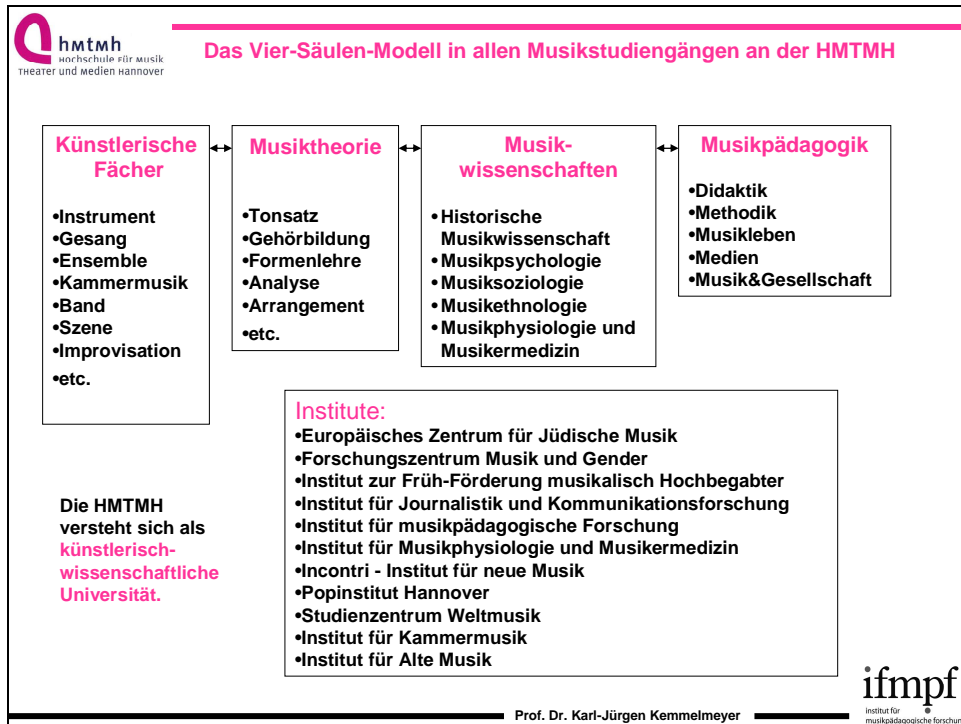 hmtmh
Hochschule für Musik
Theater und Medien Hannover
Das Vier-Säulen-Modell in allen Musikstudiengängen an der HMTMH
Künstlerische
Fächer
•Instrument
•Gesang
•Ensemble
•Kammermusik
•Band
•Szene
•Improvisation
•etc.
Musiktheorie
•Tonsatz
•Gehörbildung
•Formenlehre
•Analyse
•Arrangement
•etc.
Musik-
wissenschaften
•Historische
Musikwissenschaft
•Musikpsychologie
•Musiksoziologie
•Musikethnologie
•Musikphysiologie und
Musikermedizin
Musikpädagogik
•Didaktik
•Methodik
•Musikleben
•Medien
•Musik&Gesellschaft
Die HMTMH
versteht sich als
künstlerisch-
wissenschaftliche
Universität.
Institute:
•Europäisches Zentrum für Jüdische Musik
•Forschungszentrum Musik und Gender
•Institut zur Früh-Förderung musikalisch Hochbegabter
•Institut für Journalistik und Kommunikationsforschung
•Institut für musikpädagogische Forschung
•Institut für Musikphysiologie und Musikermedizin
•Incontri - Institut für neue Musik
•Popinstitut Hannover
•Studienzentrum Weltmusik
•Institut für Kammermusik
•Institut für Alte Musik
Prof. Dr. Karl-Jürgen Kemmelmeyer
ifmpf
institut für
musikpädagogische forschung